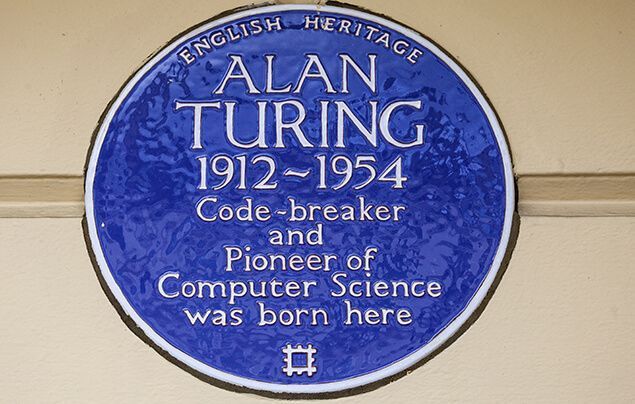 ENGLISH HERITAGE
ALAN
TURING
1912~1954
Code-breaker
and
Pioneer of
Computer Science
was born here